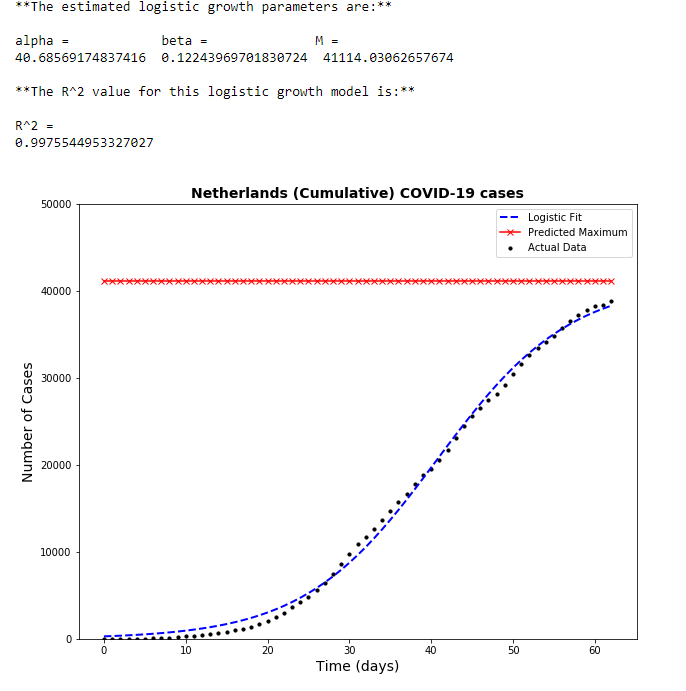 **The estimated logistic growth parameters are:**
alpha = beta = M =
40.68569174837416 0.12243969701830724 41114.03062657674
**The R^2 value for this logistic growth model is:**
R^2 =
0.9975544953327027
Netherlands (Cumulative) COVID-19 cases
50000
40000
30000
20000
10000
0
Number of Cases
Logistic Fit
Predicted Maximum
Actual Data
0 10 20 30 40 50 60
Time (days)